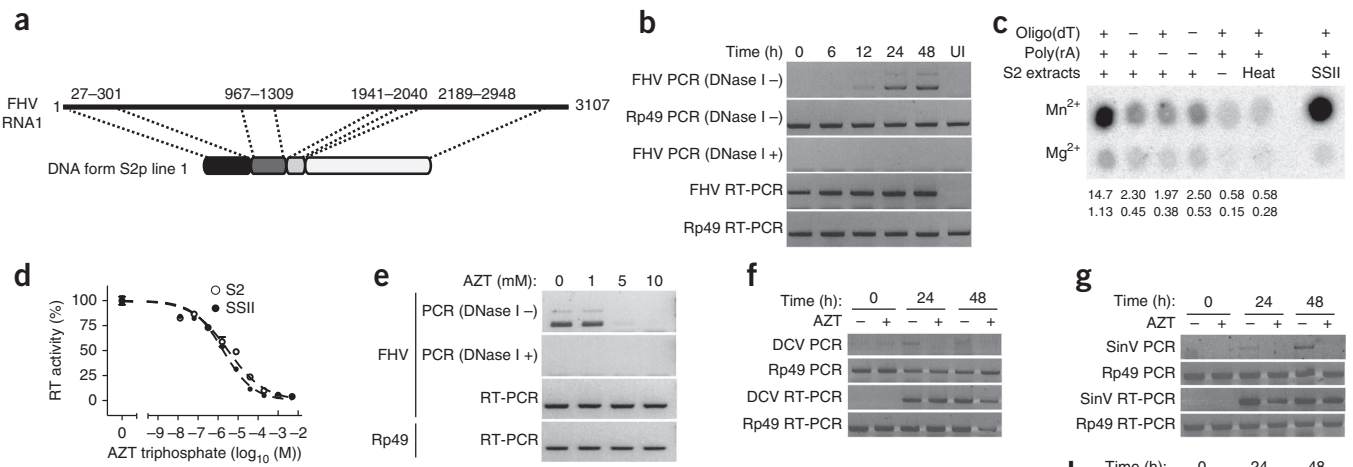 a
27–301
967–1309
1941–2040
2189–2948
FHV RNA1
1
3107
DNA form S2p line 1
b
Time (h) 0 6 12 24 48 UI
FHV PCR (DNase I –)
Rp49 PCR (DNase I –)
FHV PCR (DNase I +)
FHV RT-PCR
Rp49 RT-PCR
c
Oligo(dT) + – + – + + +
Poly(rA) + + – – + + +
S2 extracts + + + + – Heat SSII
Mn2+
Mg2+
14.7 2.30 1.97 2.50 0.58 0.58
1.13 0.45 0.38 0.53 0.15 0.28
d
S2
SSII
RT activity (%)
100
75
50
25
0
0 –9 –8 –7 –6 –5 –4 –3 –2
AZT triphosphate (log10 (M))
e
AZT (mM): 0 1 5 10
FHV
PCR (DNase I –)
PCR (DNase I +)
RT-PCR
Rp49
RT-PCR
f
Time (h): 0 24 48
AZT – + – + – +
DCV PCR
Rp49 PCR
DCV RT-PCR
Rp49 RT-PCR
g
Time (h): 0 24 48
AZT – + – + – +
SinV PCR
Rp49 PCR
SinV RT-PCR
Rp49 RT-PCR
Time (h): 0 24 48